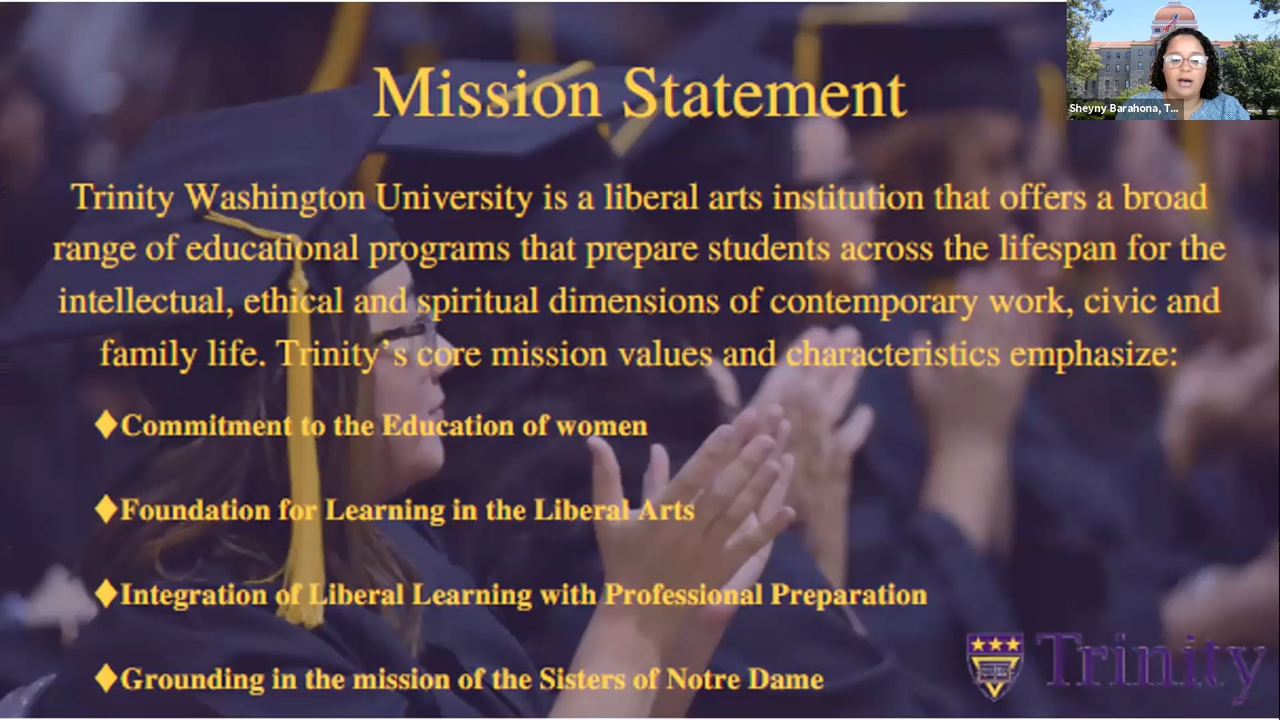 Mission Statement
Sheyny Barahona, T...
Trinity Washington University is a liberal arts institution that offers a broad
range of educational programs that prepare students across the lifespan for the
intellectual, ethical and spiritual dimensions of contemporary work, civic and
family life. Trinity’s core mission values and characteristics emphasize:
♦Commitment to the Education of women
♦Foundation for Learning in the Liberal Arts
♦Integration of Liberal Learning with Professional Preparation
♦Grounding in the mission of the Sisters of Notre Dame
Trinity